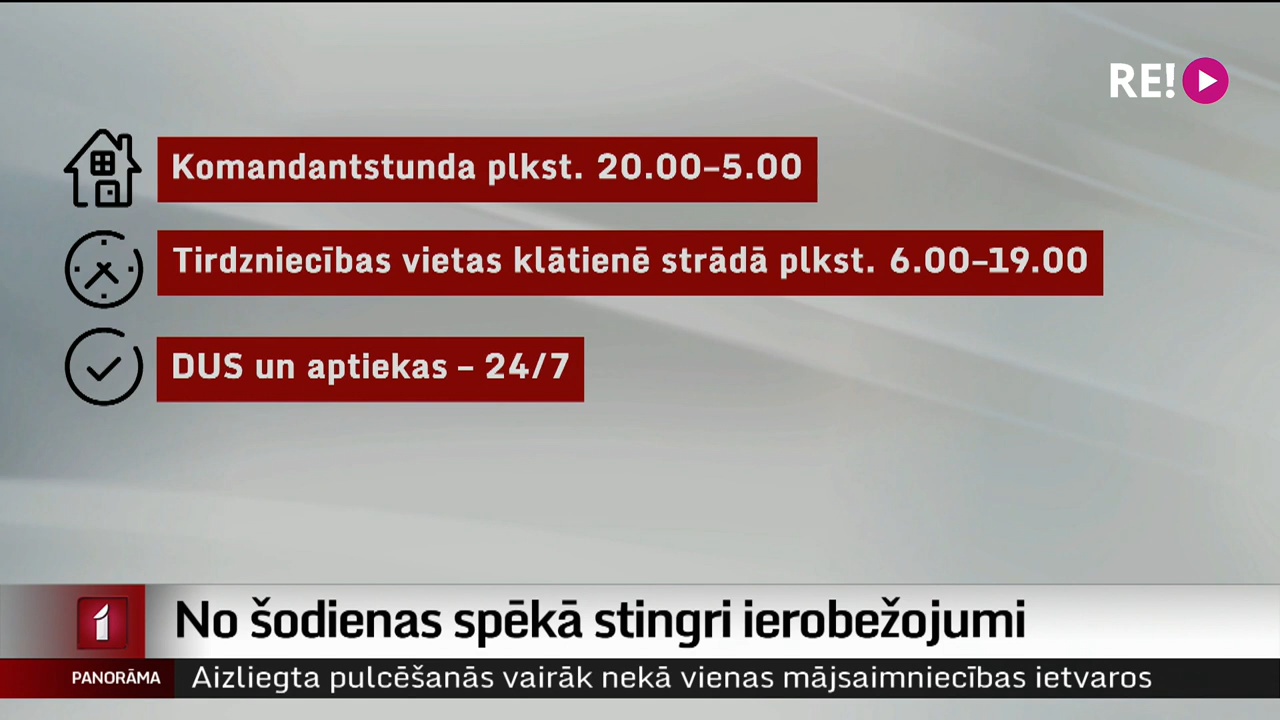 RE!
Komandantstunda plkst. 20.00–5.00
Tirdzniecības vietas klātienē strādā plkst. 6.00–19.00
DUS un aptiekas – 24/7
1
No šodienas spēkā stingri ierobežojumi
PANORĀMA
Aizliegta pulcēšanās vairāk nekā vienas mājsaimniecības ietvaros